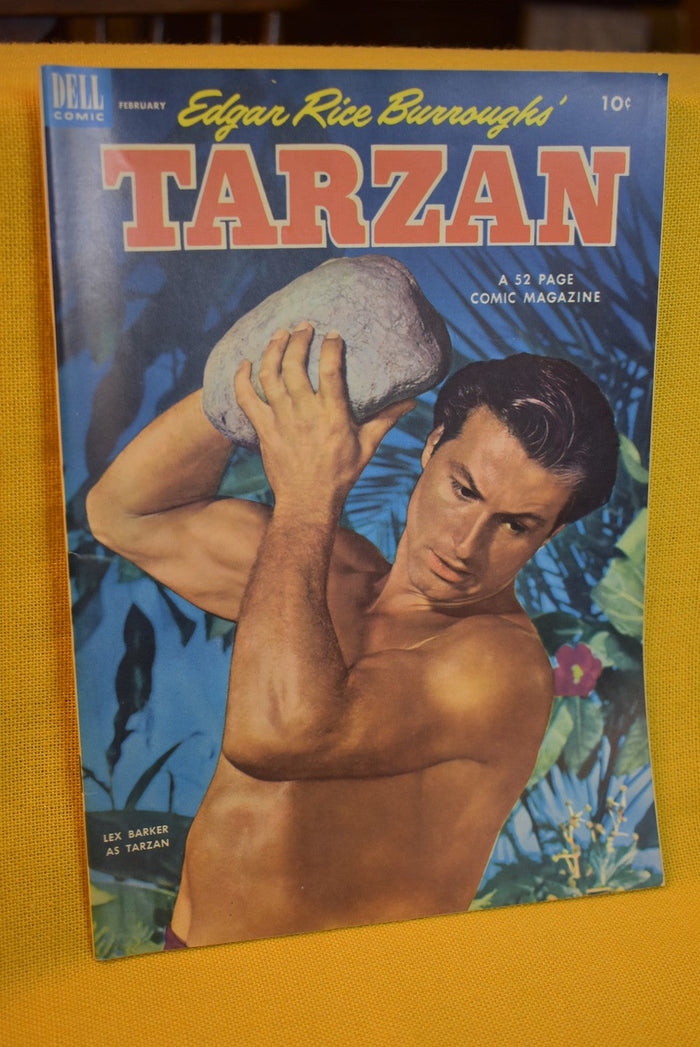 DELL
COMIC
FEBRUARY
Edgar Rice Burroughs'
10¢
TARZAN
A 52 PAGE
COMIC MAGAZINE
LEX BARKER
AS TARZAN